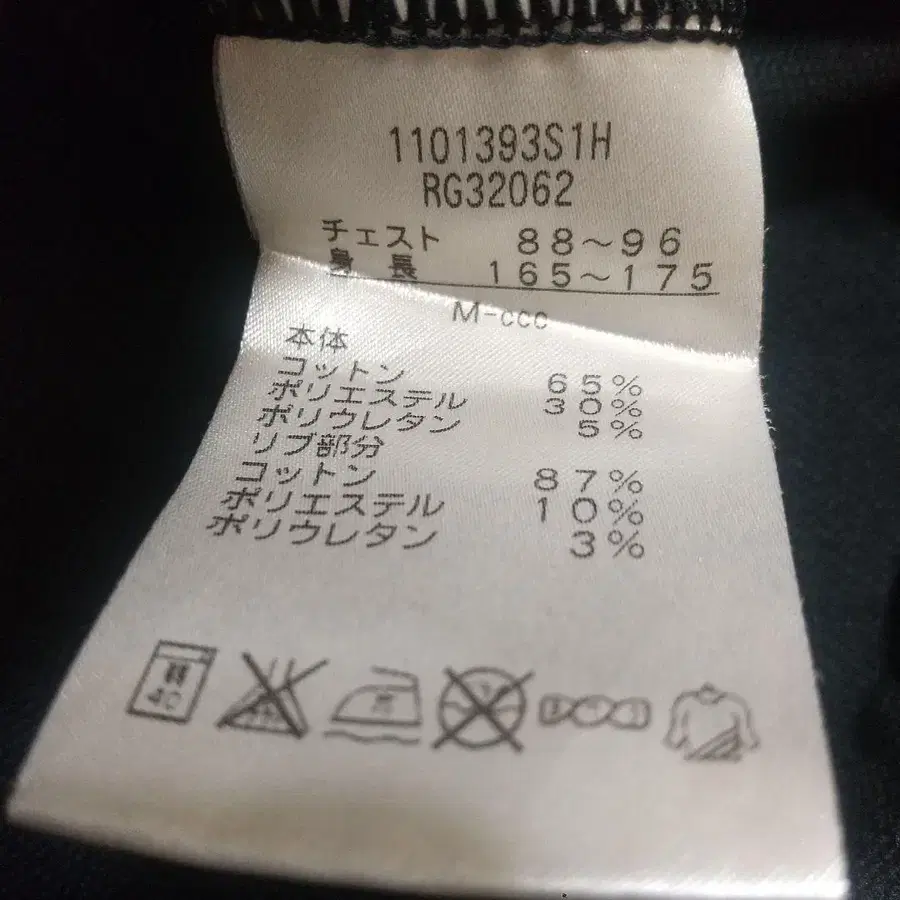 1101393S1H
RG32062
チェスト 88~96
身長 165~175
M-ccc
本体
コットン 65%
ポリエステル 30%
ポリウレタン 5%
リブ部分
コットン 87%
ポリエステル 10%
ポリウレタン 3%
40